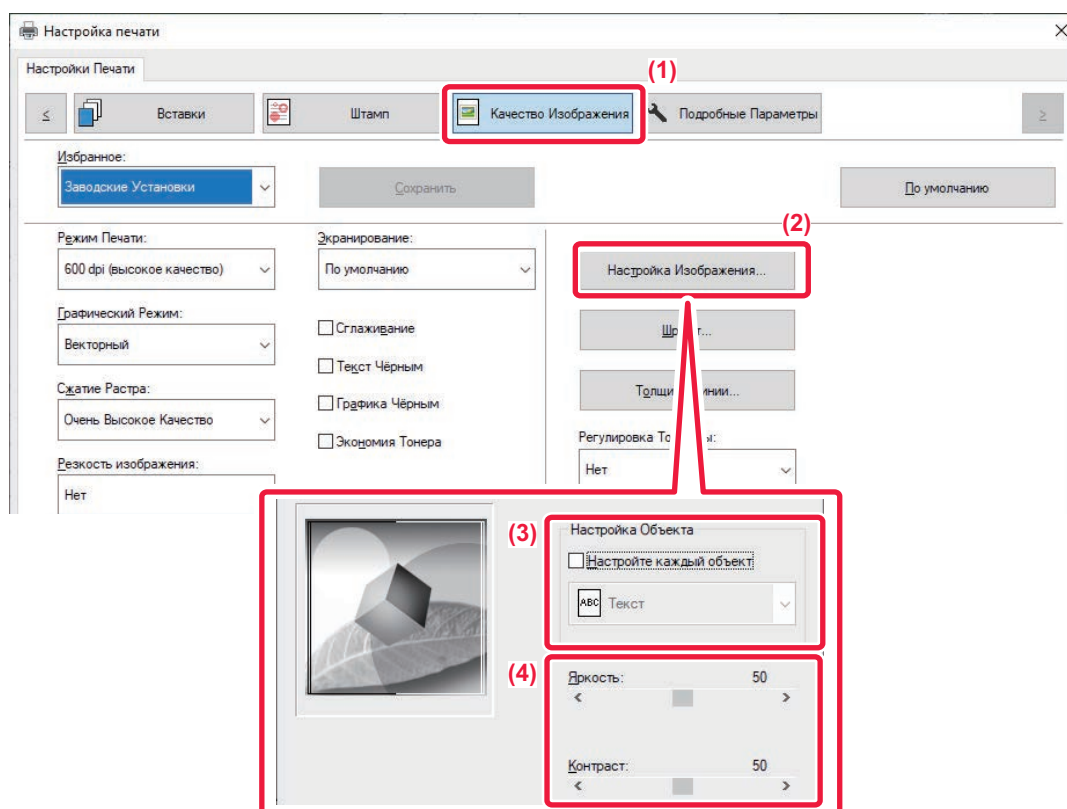 Настройка печати
Настройки Печати
(1)
Вставки
Штамп
Качество Изображения
Подробные Параметры
Избранное:
Заводские Установки
Сохранить
По умолчанию
(2)
Режим Печати:
Экранирование:
600 dpi (высокое качество)
По умолчанию
Настройка Изображения...
Графический Режим:
Сглаживание
Векторный
Текст Чёрным
Сжатие Растра:
Графика Чёрным
Очень Высокое Качество
Экономия Тонера
Регулировка
Резкость изображения:
Нет
Нет
(3)
Настройка Объекта
Настройте каждый объект
ABC Текст
(4)
Яркость: 50
Контраст: 50